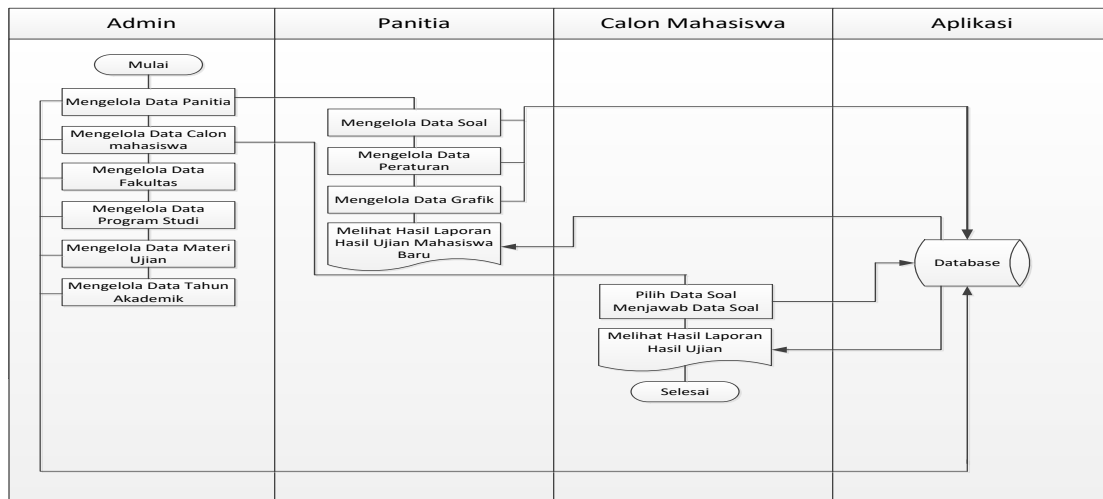 Admin
Panitia
Calon Mahasiswa
Aplikasi
Mulai
Mengelola Data Panitia
Mengelola Data Calon
mahasiswa
Mengelola Data
Fakultas
Mengelola Data
Program Studi
Mengelola Data Materi
Ujian
Mengelola Data Tahun
Akademik
Mengelola Data Soal
Mengelola Data
Peraturan
Mengelola Data Grafik
Melihat Hasil Laporan
Hasil Ujian Mahasiswa
Baru
Pilih Data Soal
Menjawab Data Soal
Melihat Hasil Laporan
Hasil Ujian
Selesai
Database